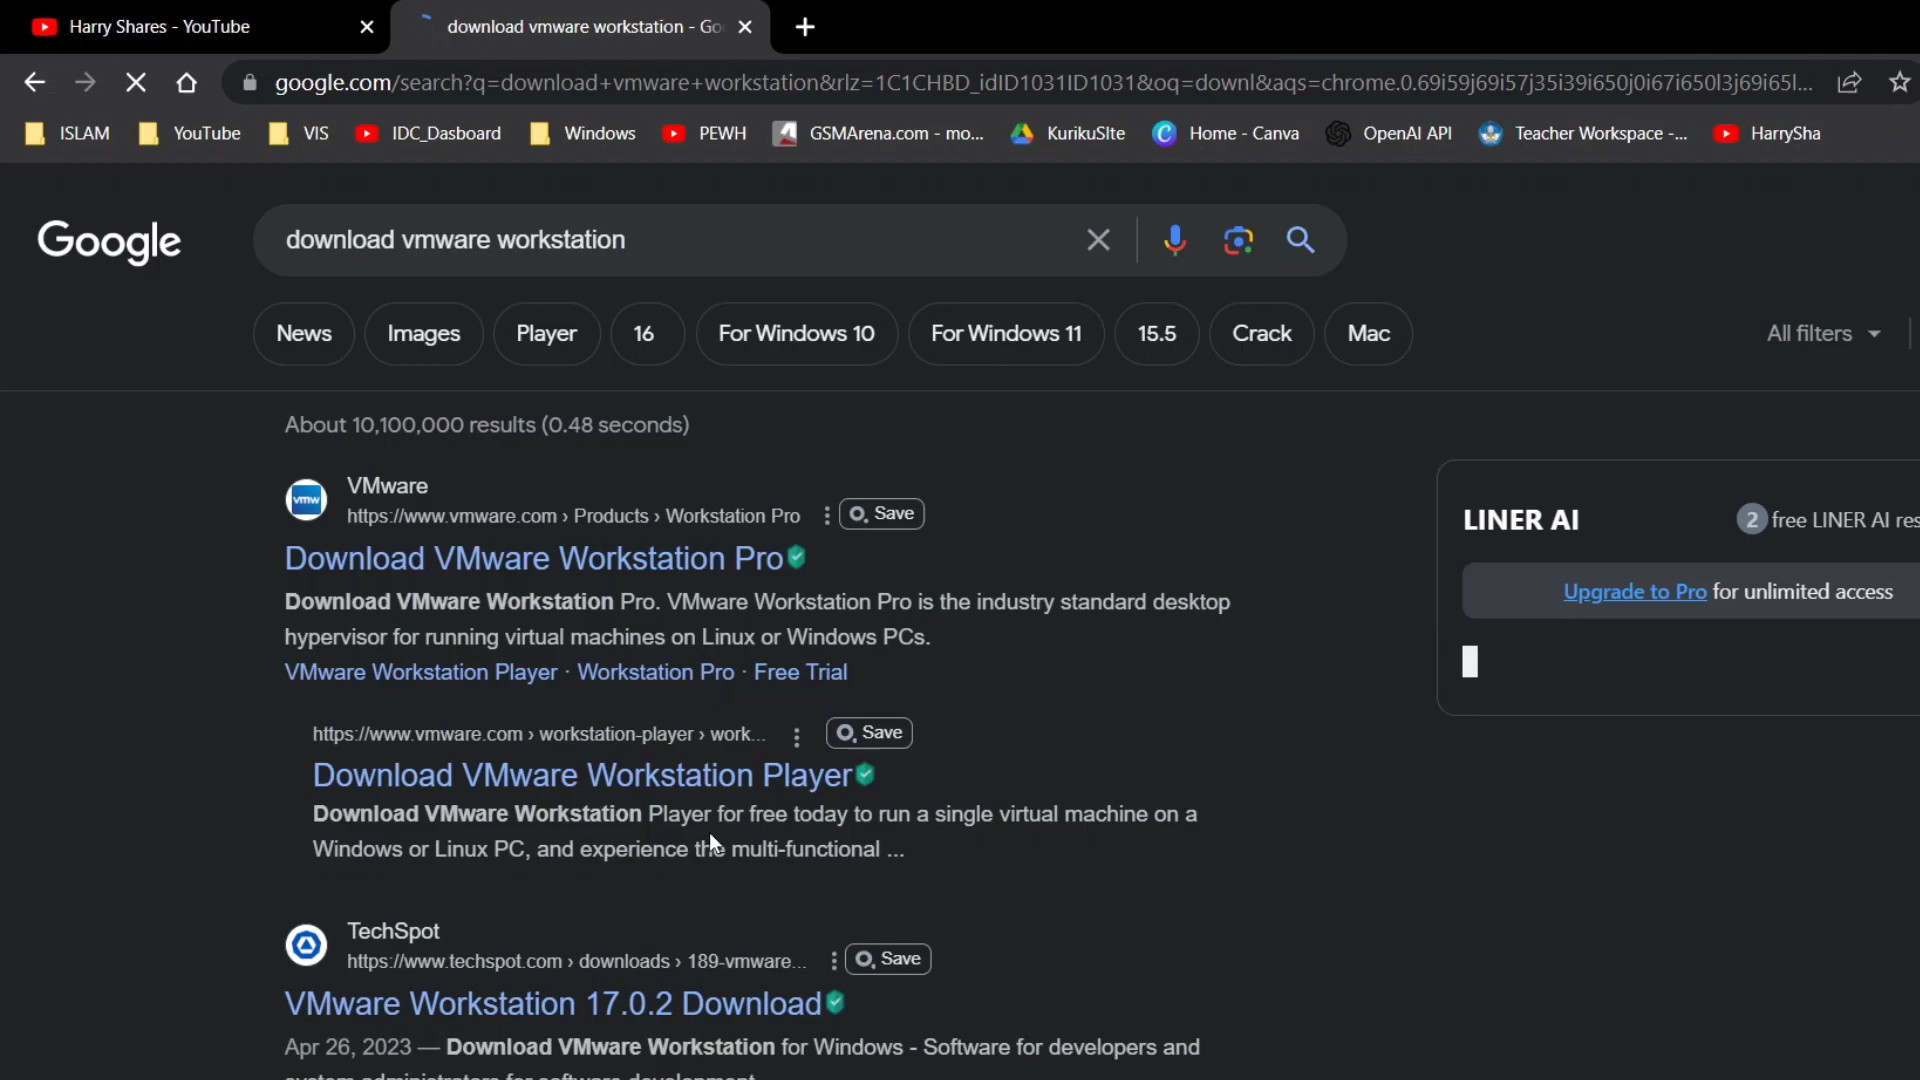 Harry Shares - YouTube
download vmware workstation - Go
google.com/search?q=download+vmware+workstation&rlz=1C1CHBD_idID1031ID1031&oq=downl&aqs=chrome.0.69i59j69i57j35i39i650j0i67i650l3j69i65l...
ISLAM YouTube VIS IDC_Dasboard Windows PEWH GSMArena.com - mo... KurikuSIte Home - Canva OpenAI API Teacher Workspace -... HarrySha
Google
download vmware workstation
News Images Player 16 For Windows 10 For Windows 11 15.5 Crack Mac All filters
About 10,100,000 results (0.48 seconds)
vmw
VMware
https://www.vmware.com › Products › Workstation Pro Save
Download VMware Workstation Pro
Download VMware Workstation Pro. VMware Workstation Pro is the industry standard desktop
hypervisor for running virtual machines on Linux or Windows PCs.
VMware Workstation Player · Workstation Pro · Free Trial
https://www.vmware.com › workstation-player › work... Save
Download VMware Workstation Player
Download VMware Workstation Player for free today to run a single virtual machine on a
Windows or Linux PC, and experience the multi-functional ...
TechSpot
https://www.techspot.com › downloads › 189-vmware... Save
VMware Workstation 17.0.2 Download
Apr 26, 2023 — Download VMware Workstation for Windows - Software for developers and
LINER AI
2 free LINER AI res
Upgrade to Pro for unlimited access